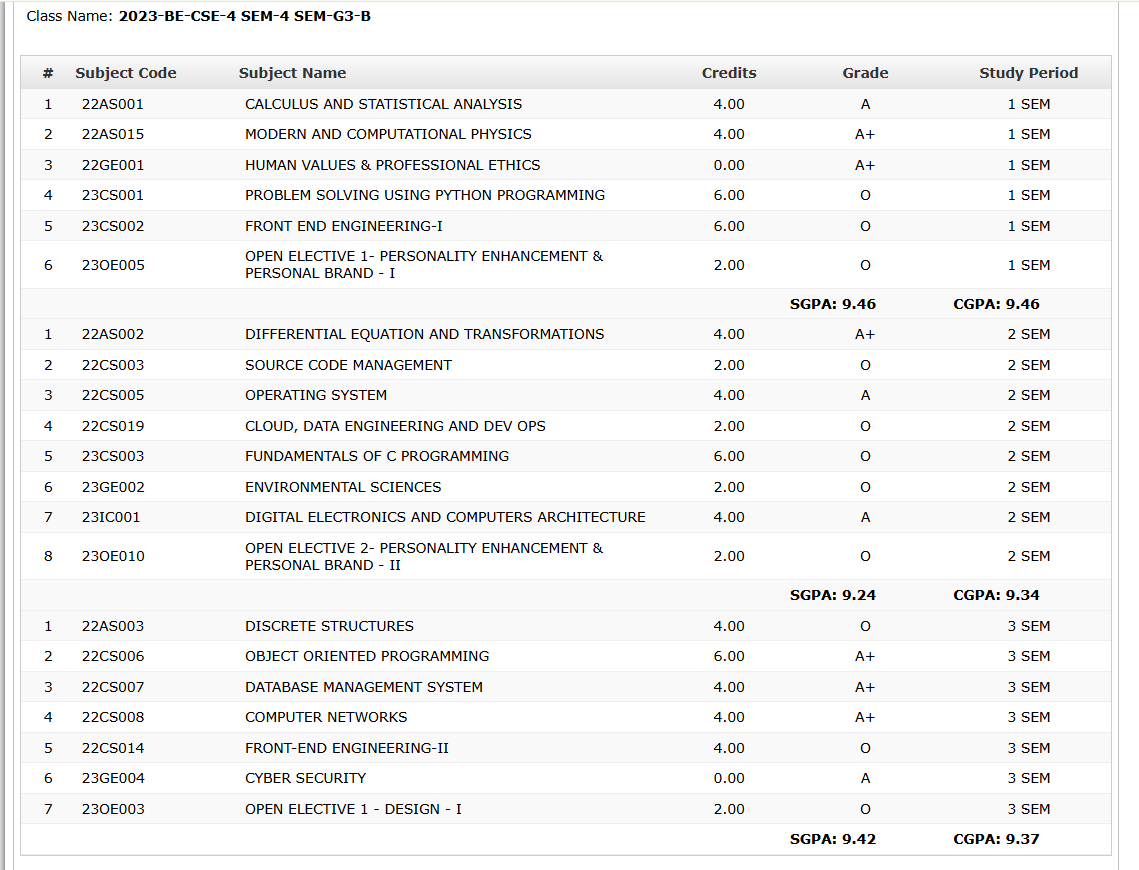 Class Name: 2023-BE-CSE-4 SEM-4 SEM-G3-B
# Subject Code Subject Name Credits Grade Study Period
1 22AS001 CALCULUS AND STATISTICAL ANALYSIS 4.00 A 1 SEM
2 22AS015 MODERN AND COMPUTATIONAL PHYSICS 4.00 A+ 1 SEM
3 22GE001 HUMAN VALUES & PROFESSIONAL ETHICS 0.00 A+ 1 SEM
4 23CS001 PROBLEM SOLVING USING PYTHON PROGRAMMING 6.00 O 1 SEM
5 23CS002 FRONT END ENGINEERING-I 6.00 O 1 SEM
6 23OE005 OPEN ELECTIVE 1- PERSONALITY ENHANCEMENT &
PERSONAL BRAND - I 2.00 O 1 SEM
SGPA: 9.46 CGPA: 9.46
1 22AS002 DIFFERENTIAL EQUATION AND TRANSFORMATIONS 4.00 A+ 2 SEM
2 22CS003 SOURCE CODE MANAGEMENT 2.00 O 2 SEM
3 22CS005 OPERATING SYSTEM 4.00 A 2 SEM
4 22CS019 CLOUD, DATA ENGINEERING AND DEV OPS 2.00 O 2 SEM
5 23CS003 FUNDAMENTALS OF C PROGRAMMING 6.00 O 2 SEM
6 23GE002 ENVIRONMENTAL SCIENCES 2.00 O 2 SEM
7 23IC001 DIGITAL ELECTRONICS AND COMPUTERS ARCHITECTURE 4.00 A 2 SEM
8 23OE010 OPEN ELECTIVE 2- PERSONALITY ENHANCEMENT &
PERSONAL BRAND - II 2.00 O 2 SEM
SGPA: 9.24 CGPA: 9.34
1 22AS003 DISCRETE STRUCTURES 4.00 O 3 SEM
2 22CS006 OBJECT ORIENTED PROGRAMMING 6.00 A+ 3 SEM
3 22CS007 DATABASE MANAGEMENT SYSTEM 4.00 A+ 3 SEM
4 22CS008 COMPUTER NETWORKS 4.00 A+ 3 SEM
5 22CS014 FRONT-END ENGINEERING-II 4.00 O 3 SEM
6 23GE004 CYBER SECURITY 0.00 A 3 SEM
7 23OE003 OPEN ELECTIVE 1 - DESIGN - I 2.00 O 3 SEM
SGPA: 9.42 CGPA: 9.37